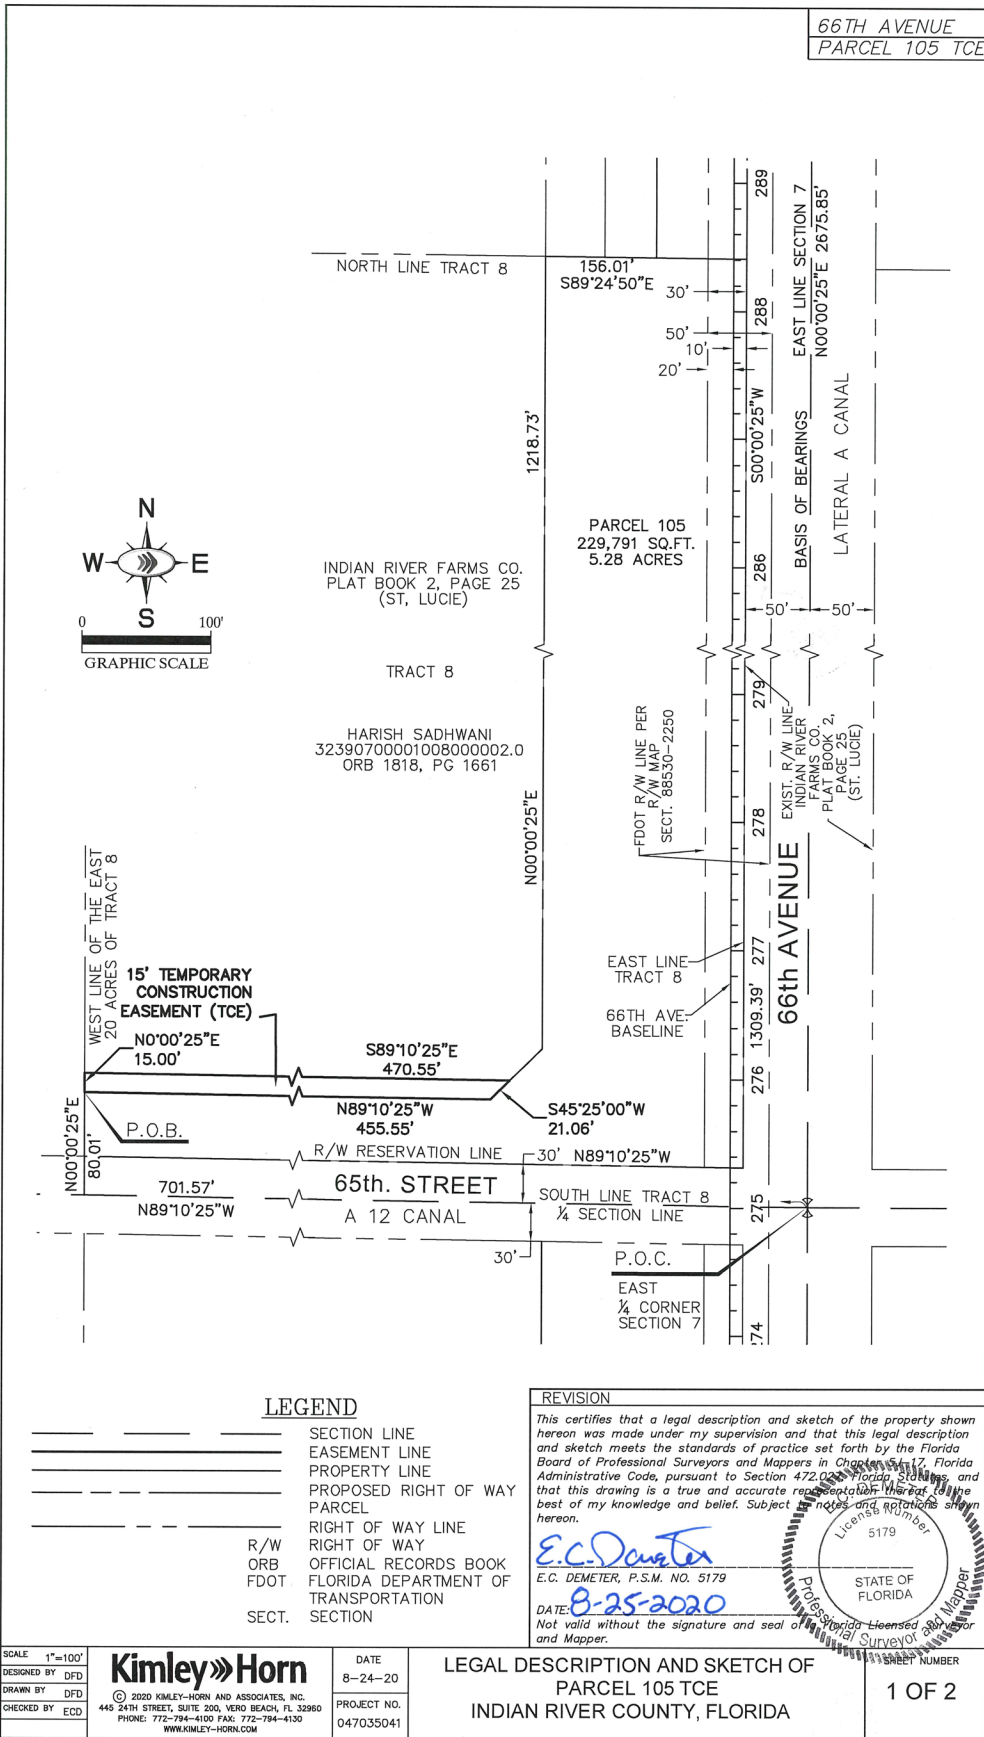 66TH AVENUE
PARCEL 105 TCE
289
EAST LINE SECTION 7
N00°00'25"E 2675.85'
NORTH LINE TRACT 8
156.01'
S89°24'50"E
30'
288
50'
10'
20'
1218.73'
S00°00'25"W
BASIS OF BEARINGS
LATERAL A CANAL
N
W
E
S
0
100'
GRAPHIC SCALE
PARCEL 105
229,791 SQ.FT.
5.28 ACRES
286
INDIAN RIVER FARMS CO.
PLAT BOOK 2, PAGE 25
(ST, LUCIE)
50'
50'
TRACT 8
279
HARISH SADHWANI
32390700001008000002.0
ORB 1818, PG 1661
FDOT R/W LINE PER
R/W MAP
SECT. 88530-2250
EXIST. R/W LINE
INDIAN RIVER
FARMS CO.
PLAT BOOK 2,
PAGE 25
(ST. LUCIE)
278
N00°00'25"E
WEST LINE OF THE EAST
20 ACRES OF TRACT 8
66th AVENUE
277
EAST LINE
TRACT 8
15' TEMPORARY
CONSTRUCTION
EASEMENT (TCE)
1309.39'
66TH AVE.
BASELINE
N0°00'25"E
15.00'
S89°10'25"E
470.55'
276
N89°10'25"W
455.55'
S45°25'00"W
21.06'
P.O.B.
N00°00'25"E
80.01'
R/W RESERVATION LINE
30'
N89°10'25"W
701.57'
N89°10'25"W
65th. STREET
A 12 CANAL
SOUTH LINE TRACT 8
¼ SECTION LINE
275
30'
P.O.C.
EAST
¼ CORNER
SECTION 7
274
LEGEND
SECTION LINE
EASEMENT LINE
PROPERTY LINE
PROPOSED RIGHT OF WAY
PARCEL
RIGHT OF WAY LINE
R/W RIGHT OF WAY
ORB OFFICIAL RECORDS BOOK
FDOT FLORIDA DEPARTMENT OF
TRANSPORTATION
SECT. SECTION
REVISION
This certifies that a legal description and sketch of the property shown
hereon was made under my supervision and that this legal description
and sketch meets the standards of practice set forth by the Florida
Board of Professional Surveyors and Mappers in Chapter 5J-17, Florida
Administrative Code, pursuant to Section 472.027, Florida Statutes, and
that this drawing is a true and accurate representation thereof to the
best of my knowledge and belief. Subject to notes and notations shown
hereon.
E.C. Demeter
E.C. DEMETER, P.S.M. NO. 5179
DATE: 8-25-2020
Not valid without the signature and seal of a Florida Licensed Surveyor
and Mapper.
E.C. DEMETER
License Number
5179
STATE OF
FLORIDA
Professional Surveyor and Mapper
SCALE 1"=100'
DESIGNED BY DFD
DRAWN BY DFD
CHECKED BY ECD
Kimley»Horn
© 2020 KIMLEY-HORN AND ASSOCIATES, INC.
445 24TH STREET, SUITE 200, VERO BEACH, FL 32960
PHONE: 772-794-4100 FAX: 772-794-4130
WWW.KIMLEY-HORN.COM
DATE
8-24-20
PROJECT NO.
047035041
LEGAL DESCRIPTION AND SKETCH OF
PARCEL 105 TCE
INDIAN RIVER COUNTY, FLORIDA
SHEET NUMBER
1 OF 2